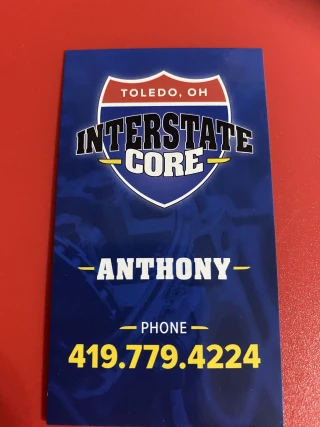 TOLEDO, OH
INTERSTATE
CORE
ANTHONY
PHONE
419.779.4224